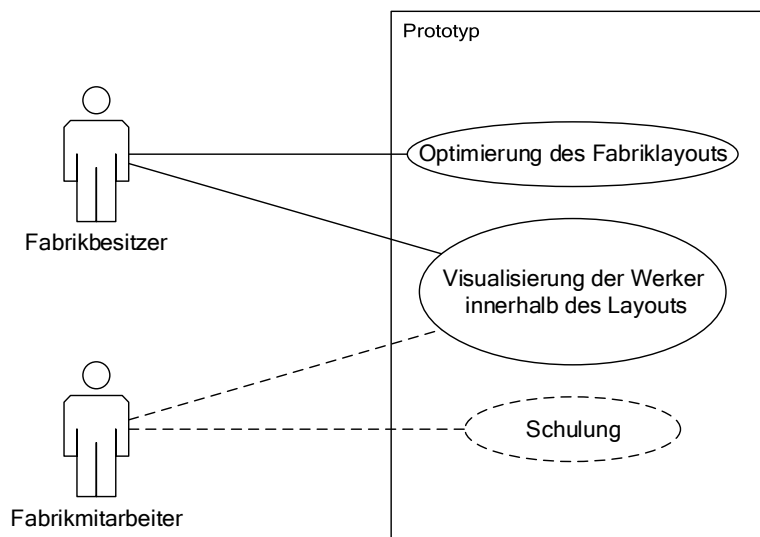 Prototyp
Optimierung des Fabriklayouts
Fabrikbesitzer
Visualisierung der Werker
innerhalb des Layouts
Schulung
Fabrikmitarbeiter